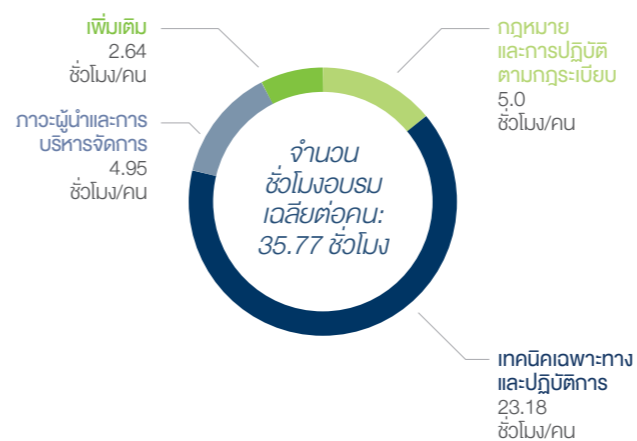 เพิ่มเติม
2.64
ชั่วโมง/คน
ภาวะผู้นำและการ
บริหารจัดการ
4.95
ชั่วโมง/คน
กฎหมาย
และการปฏิบัติ
ตามกฎระเบียบ
5.0
ชั่วโมง/คน
จำนวน
ชั่วโมงอบรม
เฉลี่ยต่อคน:
35.77 ชั่วโมง
เทคนิคเฉพาะทาง
และปฏิบัติการ
23.18
ชั่วโมง/คน